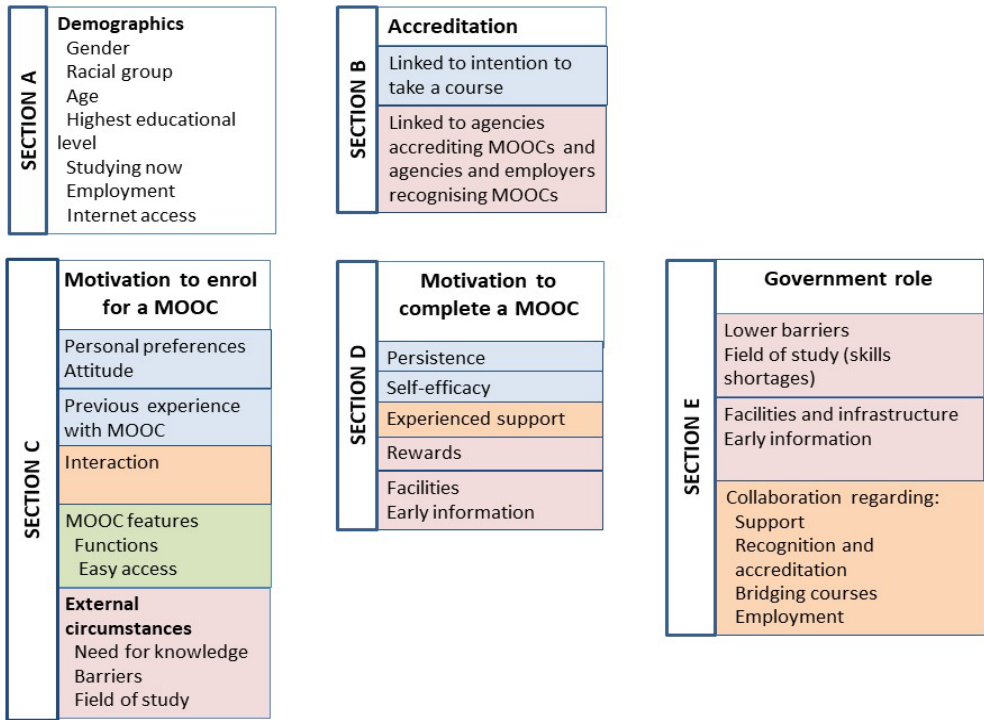 SECTION A
Demographics
Gender
Racial group
Age
Highest educational
level
Studying now
Employment
Internet access
SECTION B
Accreditation
Linked to intention to
take a course
Linked to agencies
accrediting MOOCs and
agencies and employers
recognising MOOCs
SECTION C
Motivation to enrol
for a MOOC
Personal preferences
Attitude
Previous experience
with MOOC
Interaction
MOOC features
Functions
Easy access
External
circumstances
Need for knowledge
Barriers
Field of study
SECTION D
Motivation to
complete a MOOC
Persistence
Self-efficacy
Experienced support
Rewards
Facilities
Early information
SECTION E
Government role
Lower barriers
Field of study (skills
shortages)
Facilities and infrastructure
Early information
Collaboration regarding:
Support
Recognition and
accreditation
Bridging courses
Employment